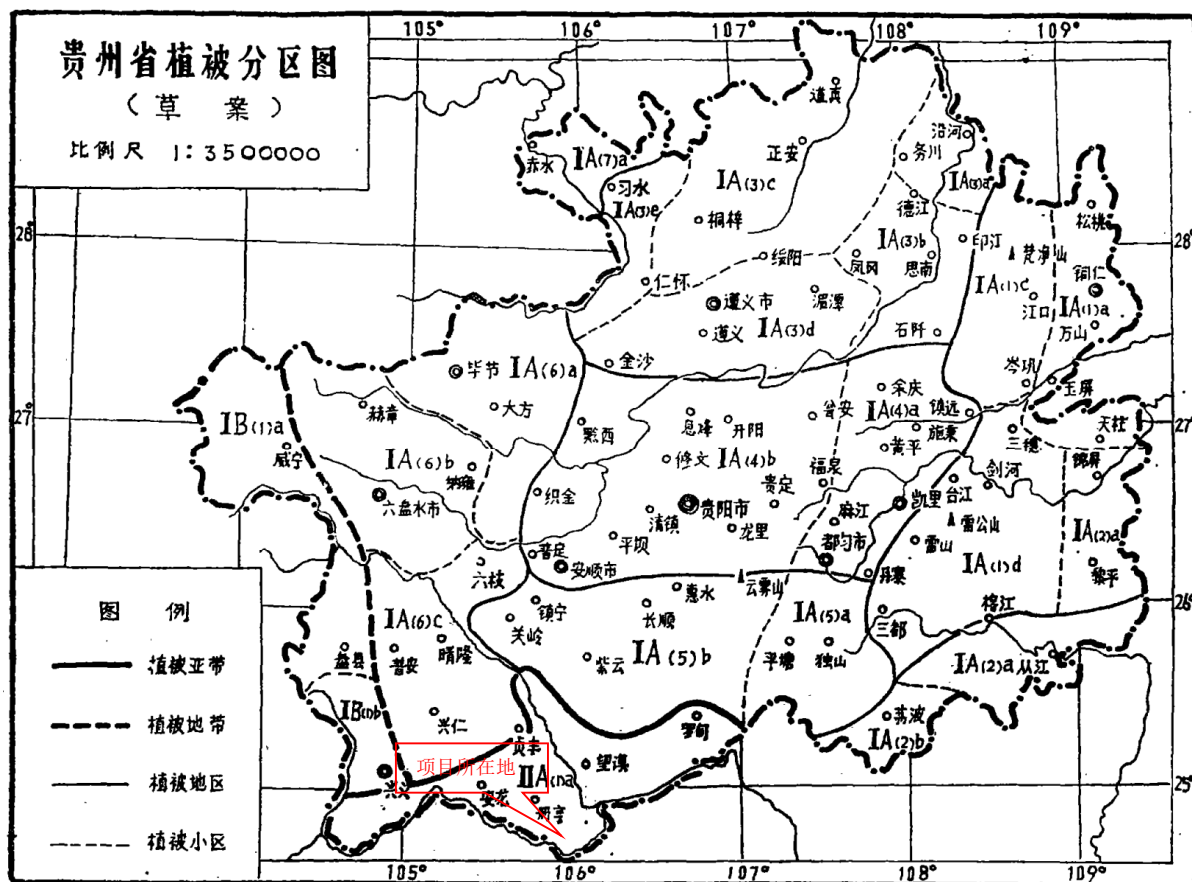 贵州省植被分区图
(草案)
比例尺 1:3500000
105°
106°
107°
108°
109°
道真
沿河
务川
正安
赤水
IA(7)a
习水
IA(3)c
IA(3)a
IA(3)e
德江
松桃
桐梓
28°
28°
IA(3)b
印江
梵净山
绥阳
凤冈
思南
铜仁
仁怀
IA(1)c
遵义市
湄潭
江口
IA(1)a
万山
遵义
IA(3)d
石阡
金沙
岑巩
玉屏
毕节
IA(6)a
余庆
27°
27°
赫章
大方
黔西
息烽
开阳
瓮安
IA(4)a
镇远
施秉
三穗
天柱
IB(1)a
黄平
威宁
IA(6)b
修文
IA(4)b
锦屏
纳雍
福泉
剑河
台江
六盘水市
织金
贵阳市
贵定
凯里
清镇
麻江
雷公山
龙里
都匀市
平坝
雷山
IA(2)a
普定
IA(1)d
六枝
安顺市
丹寨
黎平
惠水
云雾山
26°
26°
图例
镇宁
长顺
IA(5)a
榕江
IA(6)c
关岭
三都
植被亚带
盘县
普安
晴隆
紫云
IA(5)b
平塘
独山
IA(2)a
从江
植被地带
IB(1)b
兴仁
荔波
贞丰
罗甸
IA(2)b
项目所在地
望谟
植被地区
IIA(1)a
25°
兴义
安龙
册亨
植被小区
105°
106°
107°
108°
109°